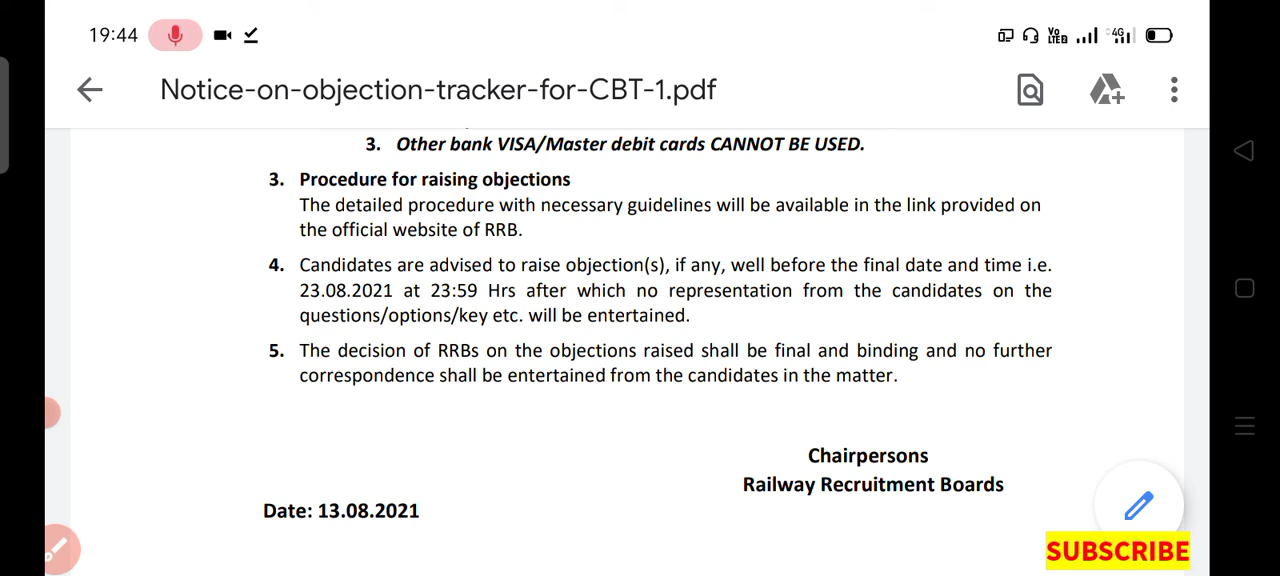 19:44
Vo LTE2 4G
Notice-on-objection-tracker-for-CBT-1.pdf
3. Other bank VISA/Master debit cards CANNOT BE USED.
3. Procedure for raising objections
The detailed procedure with necessary guidelines will be available in the link provided on
the official website of RRB.
4. Candidates are advised to raise objection(s), if any, well before the final date and time i.e.
23.08.2021 at 23:59 Hrs after which no representation from the candidates on the
questions/options/key etc. will be entertained.
5. The decision of RRBs on the objections raised shall be final and binding and no further
correspondence shall be entertained from the candidates in the matter.
Chairpersons
Railway Recruitment Boards
Date: 13.08.2021
SUBSCRIBE